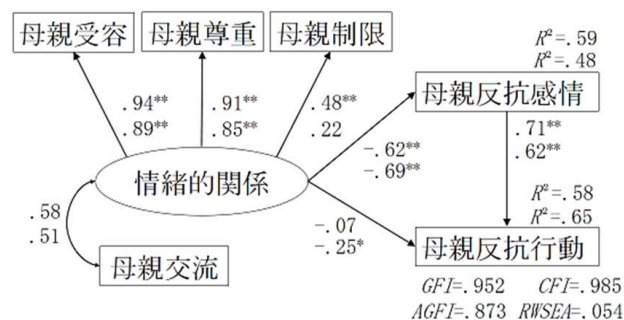 母親受容 母親尊重 母親制限
R²=.59
R²=.48
母親反抗感情
.94** .91** .48** .71**
.89** .85** .22 .62**
-.62**
-.69**
情緒的関係
R²=.58
R²=.65
.58
.51
-.07
-.25*
母親反抗行動
母親交流
GFI=.952 CFI=.985
AGFI=.873 RWSEA=.054